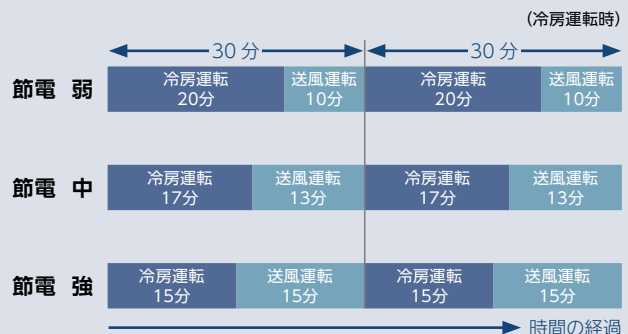 (冷房運転時)
30分 30分
節電 弱
冷房運転 送風運転 冷房運転 送風運転
20分 10分 20分 10分
節電 中
冷房運転 送風運転 冷房運転 送風運転
17分 13分 17分 13分
節電 強
冷房運転 送風運転 冷房運転 送風運転
15分 15分 15分 15分
時間の経過